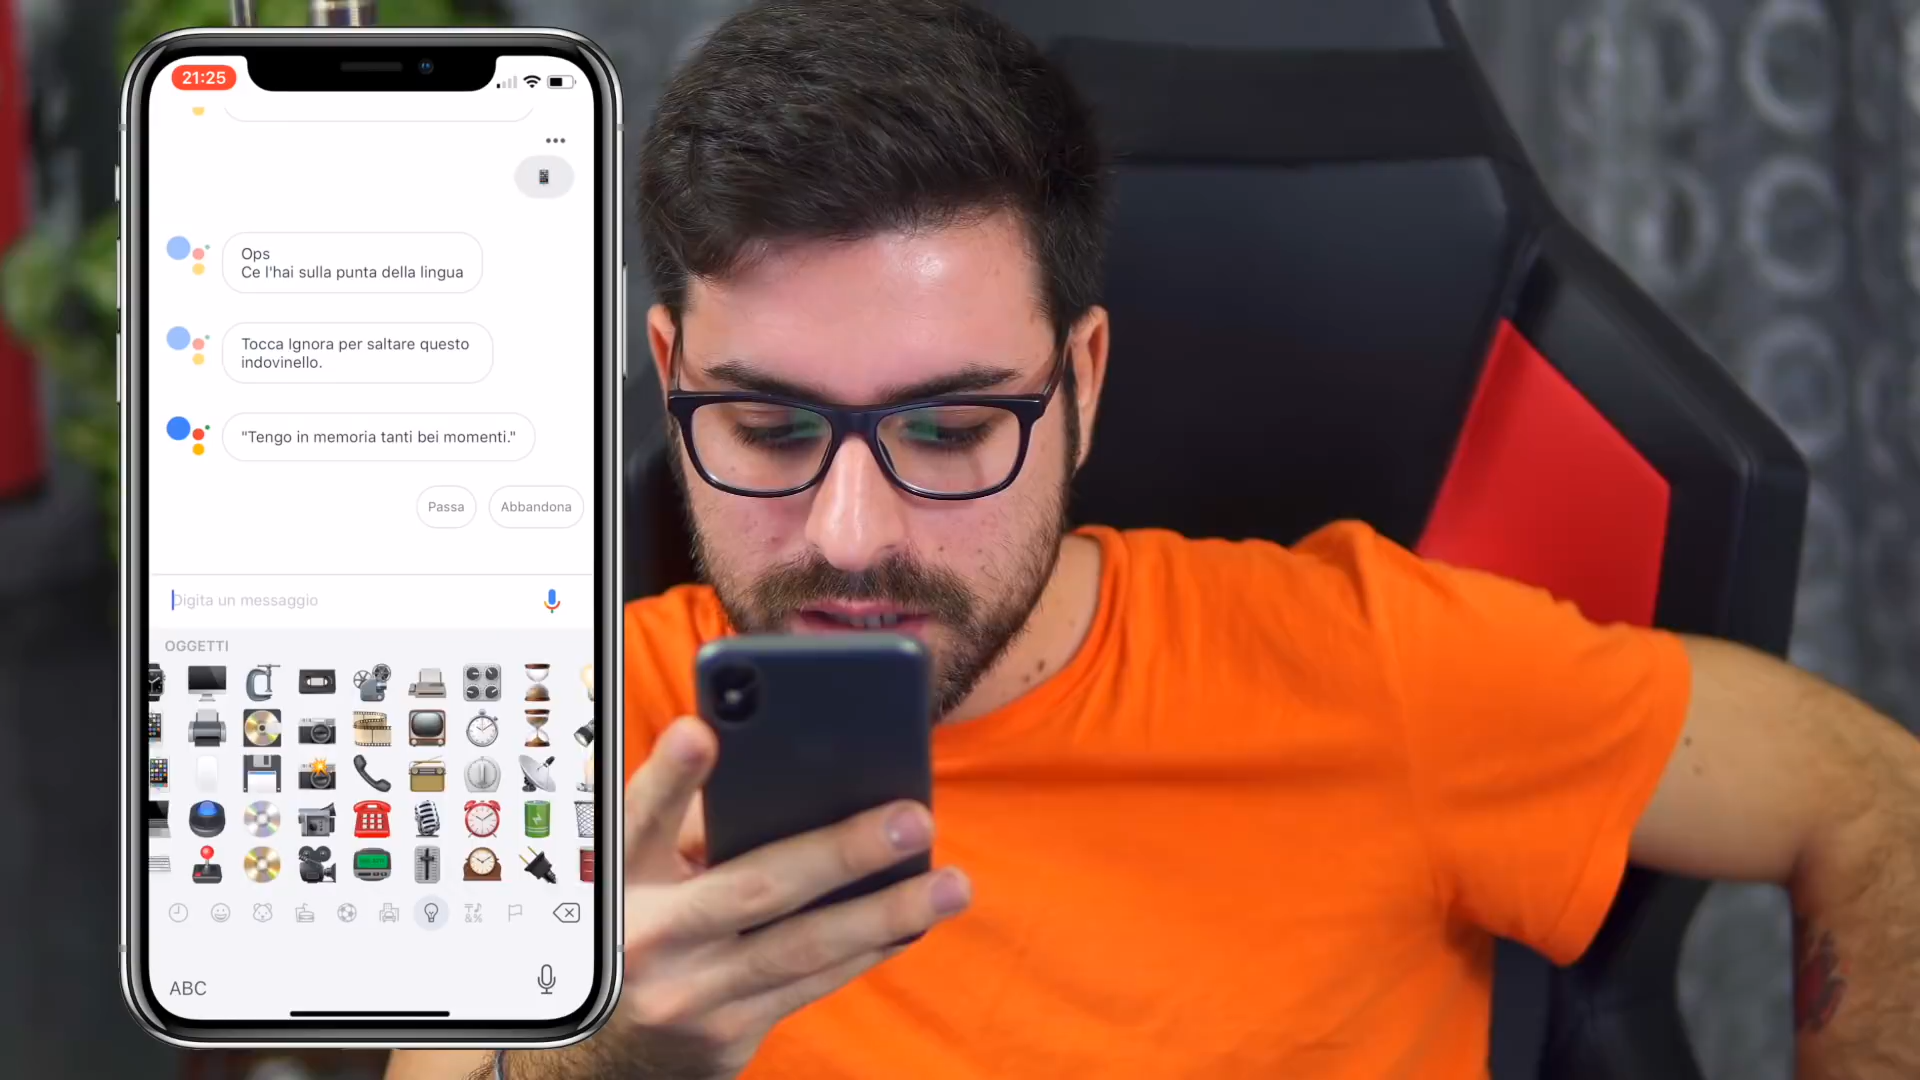 21:25
Ops
Ce l'hai sulla punta della lingua
Tocca Ignora per saltare questo
indovinello.
"Tengo in memoria tanti bei momenti."
Passa
Abbandona
Digita un messaggio
OGGETTI
ABC